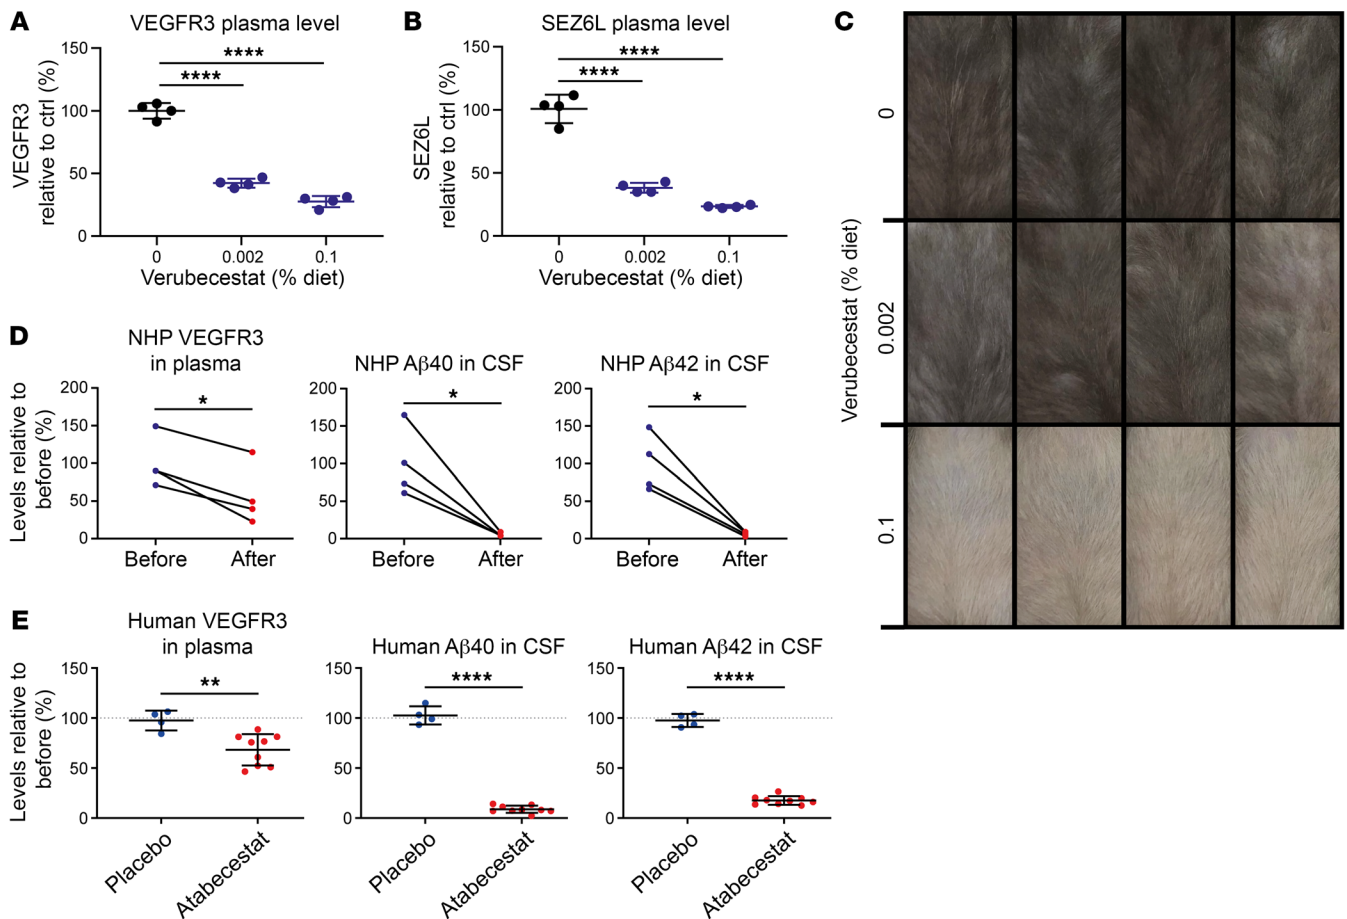 A
VEGFR3 plasma level
VEGFR3
relative to ctrl (%)
150
100
50
0
****
****
0
0.002
0.1
Verubecestat (% diet)
B
SEZ6L plasma level
SEZ6L
relative to ctrl (%)
150
100
50
0
****
****
0
0.002
0.1
Verubecestat (% diet)
C
Verubecestat (% diet)
0
0.002
0.1
D
NHP VEGFR3
in plasma
Levels relative to
before (%)
200
150
100
50
0
*
Before
After
NHP Aβ40 in CSF
200
150
100
50
0
*
Before
After
NHP Aβ42 in CSF
200
150
100
50
0
*
Before
After
E
Human VEGFR3
in plasma
Levels relative to
before (%)
150
100
50
0
**
Placebo
Atabecestat
Human Aβ40 in CSF
150
100
50
0
****
Placebo
Atabecestat
Human Aβ42 in CSF
150
100
50
0
****
Placebo
Atabecestat